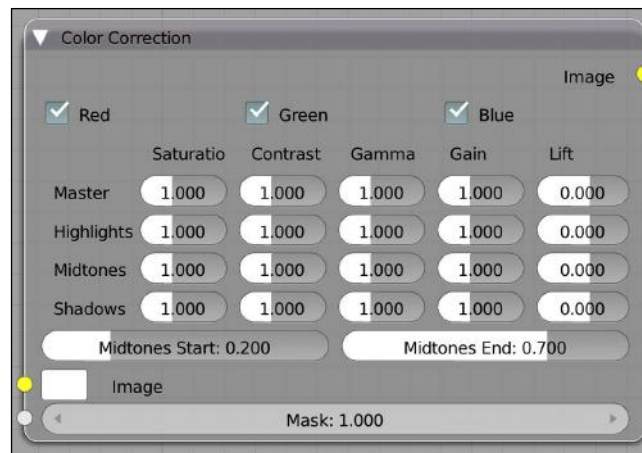 Color Correction
Image
Red Green Blue
Saturatio Contrast Gamma Gain Lift
Master 1.000 1.000 1.000 1.000 0.000
Highlights 1.000 1.000 1.000 1.000 0.000
Midtones 1.000 1.000 1.000 1.000 0.000
Shadows 1.000 1.000 1.000 1.000 0.000
Midtones Start: 0.200 Midtones End: 0.700
Image
Mask: 1.000